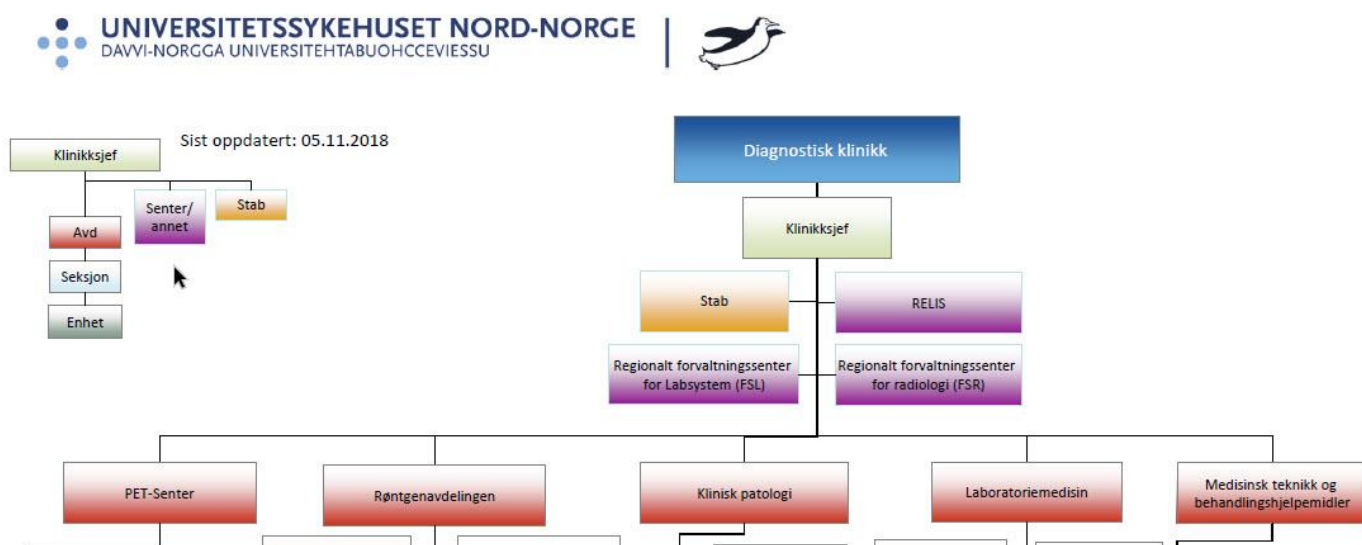 UNIVERSITETSSYKEHUSET NORD-NORGE
DAVVI-NORGGA UNIVERSITEHTABUOHCCEVIESSU
Sist oppdatert: 05.11.2018
Klinikksjef
Senter/
annet
Stab
Avd
Seksjon
Enhet
Diagnostisk klinikk
Klinikksjef
Stab
RELIS
Regionalt forvaltningssenter
for Labsystem (FSL)
Regionalt forvaltningssenter
for radiologi (FSR)
PET-Senter
Røntgenavdelingen
Klinisk patologi
Laboratoriemedisin
Medisinsk teknikk og
behandlingshjelpemidler